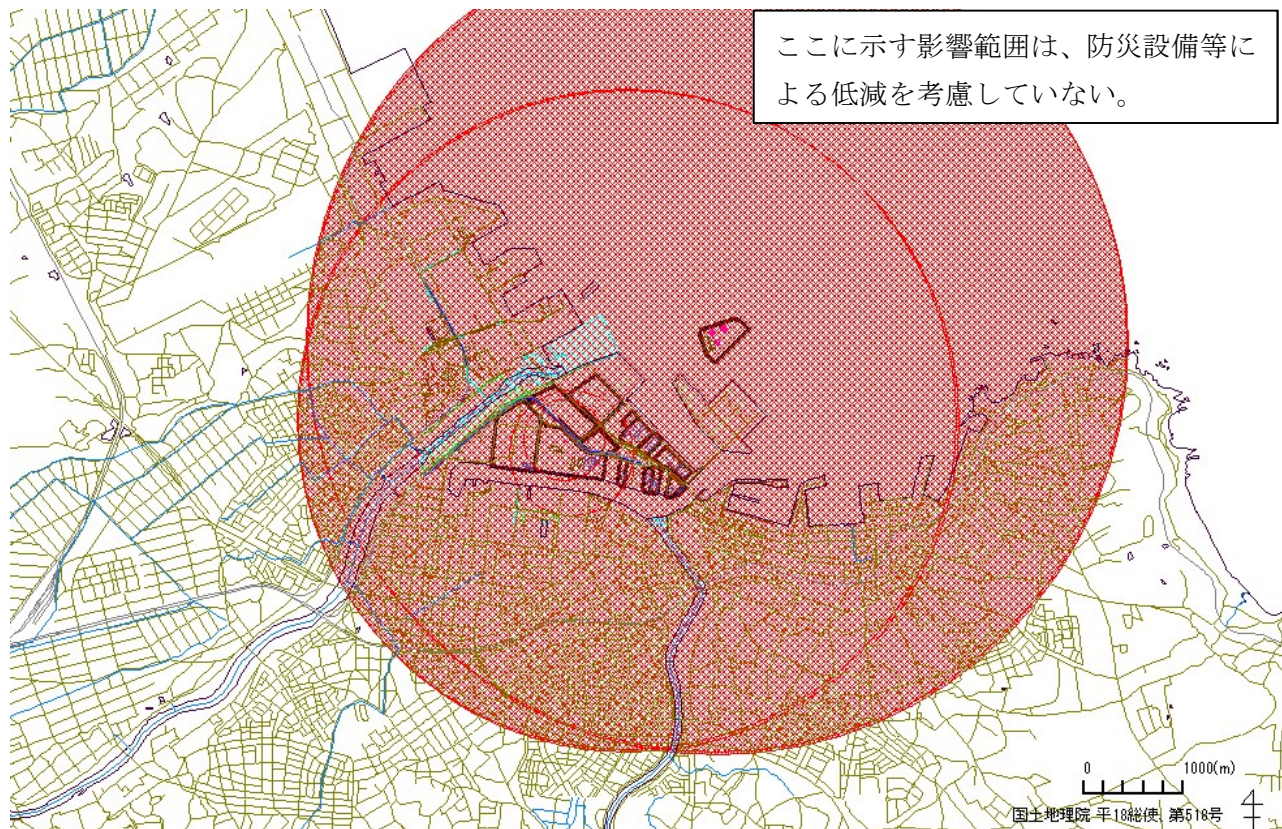 ここに示す影響範囲は、防災設備等に
よる低減を考慮していない。
0 1000(m)
国土地理院 平18総使 第518号